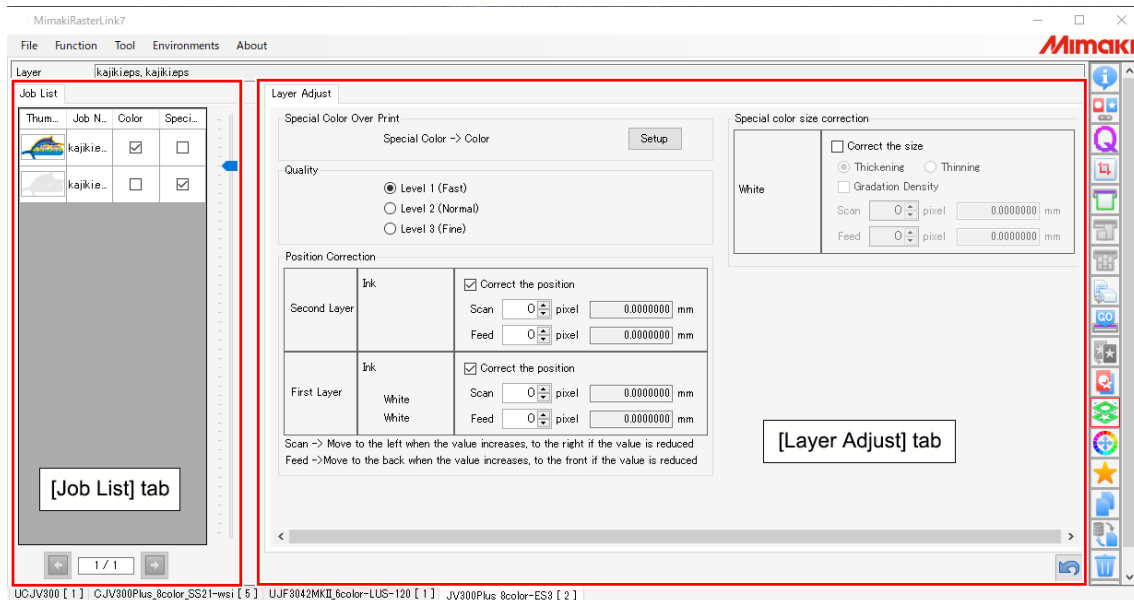 MimakiRasterLink7
File Function Tool Environments About
Mimaki
Layer kajiki.eps, kajiki.eps
Job List
Thum... Job N... Color Speci...
kajiki.e...
kajiki.e...
[Job List] tab
1 / 1
Layer Adjust
Special Color Over Print
Special Color -> Color Setup
Quality
Level 1 (Fast)
Level 2 (Normal)
Level 3 (Fine)
Position Correction
Second Layer
Ink
Correct the position
Scan 0 pixel 0.0000000 mm
Feed 0 pixel 0.0000000 mm
First Layer
Ink
White
White
Correct the position
Scan 0 pixel 0.0000000 mm
Feed 0 pixel 0.0000000 mm
Scan -> Move to the left when the value increases, to the right if the value is reduced
Feed ->Move to the back when the value increases, to the front if the value is reduced
Special color size correction
White
Correct the size
Thickening Thinning
Gradation Density
Scan 0 pixel 0.0000000 mm
Feed 0 pixel 0.0000000 mm
[Layer Adjust] tab
Q
GO
UCJV300 [ 1 ] CJV300Plus_8color_SS21-wsi [ 5 ] UJF3042MKⅡ_6color-LUS-120 [ 1 ] JV300Plus_8color-ES3 [ 2 ]